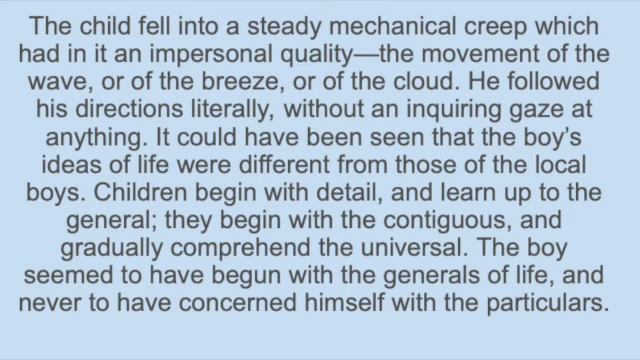 The child fell into a steady mechanical creep which
had in it an impersonal quality—the movement of the
wave, or of the breeze, or of the cloud. He followed
his directions literally, without an inquiring gaze at
anything. It could have been seen that the boy's
ideas of life were different from those of the local
boys. Children begin with detail, and learn up to the
general; they begin with the contiguous, and
gradually comprehend the universal. The boy
seemed to have begun with the generals of life, and
never to have concerned himself with the particulars.